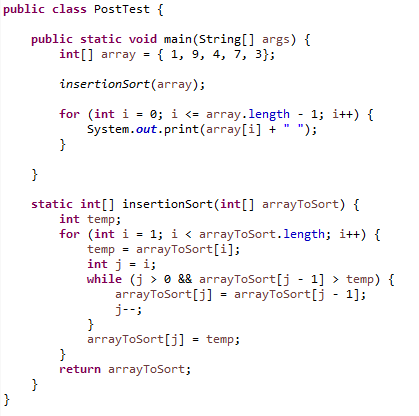 public class PostTest {
public static void main(String[] args) {
int[] array = { 1, 9, 4, 7, 3};
insertionSort(array);
for (int i = 0; i <= array.length - 1; i++) {
System.out.print(array[i] + " ");
}
}
static int[] insertionSort(int[] arrayToSort) {
int temp;
for (int i = 1; i < arrayToSort.length; i++) {
temp = arrayToSort[i];
int j = i;
while (j > 0 && arrayToSort[j - 1] > temp) {
arrayToSort[j] = arrayToSort[j - 1];
j--;
}
arrayToSort[j] = temp;
}
return arrayToSort;
}
}